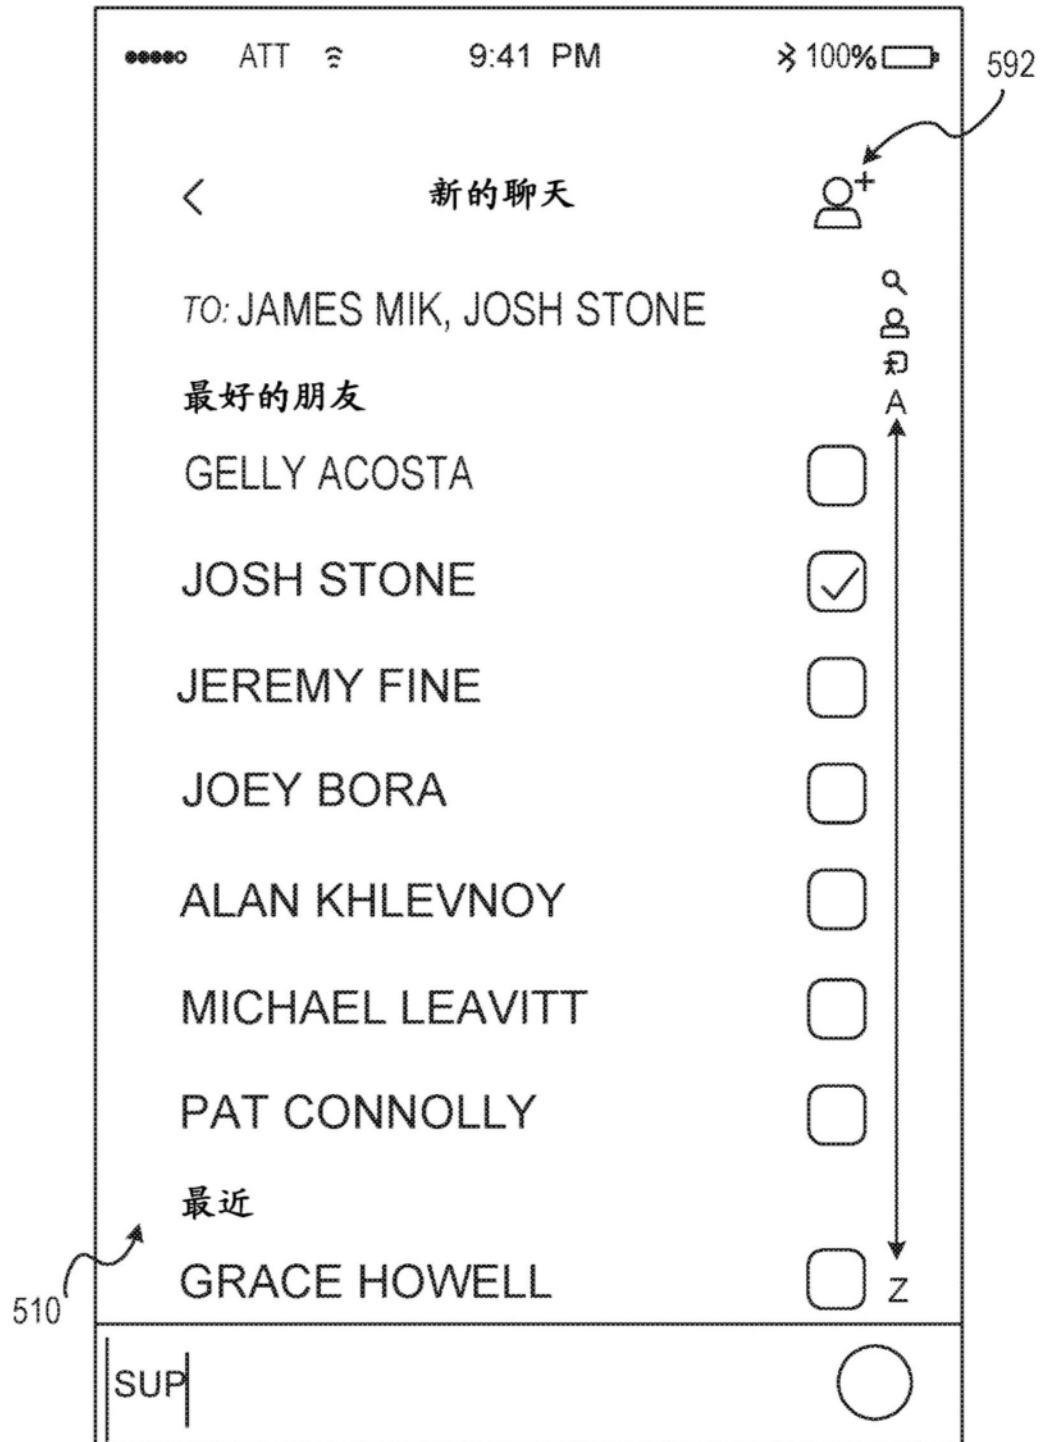 ATT 9:41 PM 100%
592
新的聊天
TO: JAMES MIK, JOSH STONE
最好的朋友
A
GELLY ACOSTA
JOSH STONE
JEREMY FINE
JOEY BORA
ALAN KHLEVNOY
MICHAEL LEAVITT
PAT CONNOLLY
最近
GRACE HOWELL
Z
510
SUP